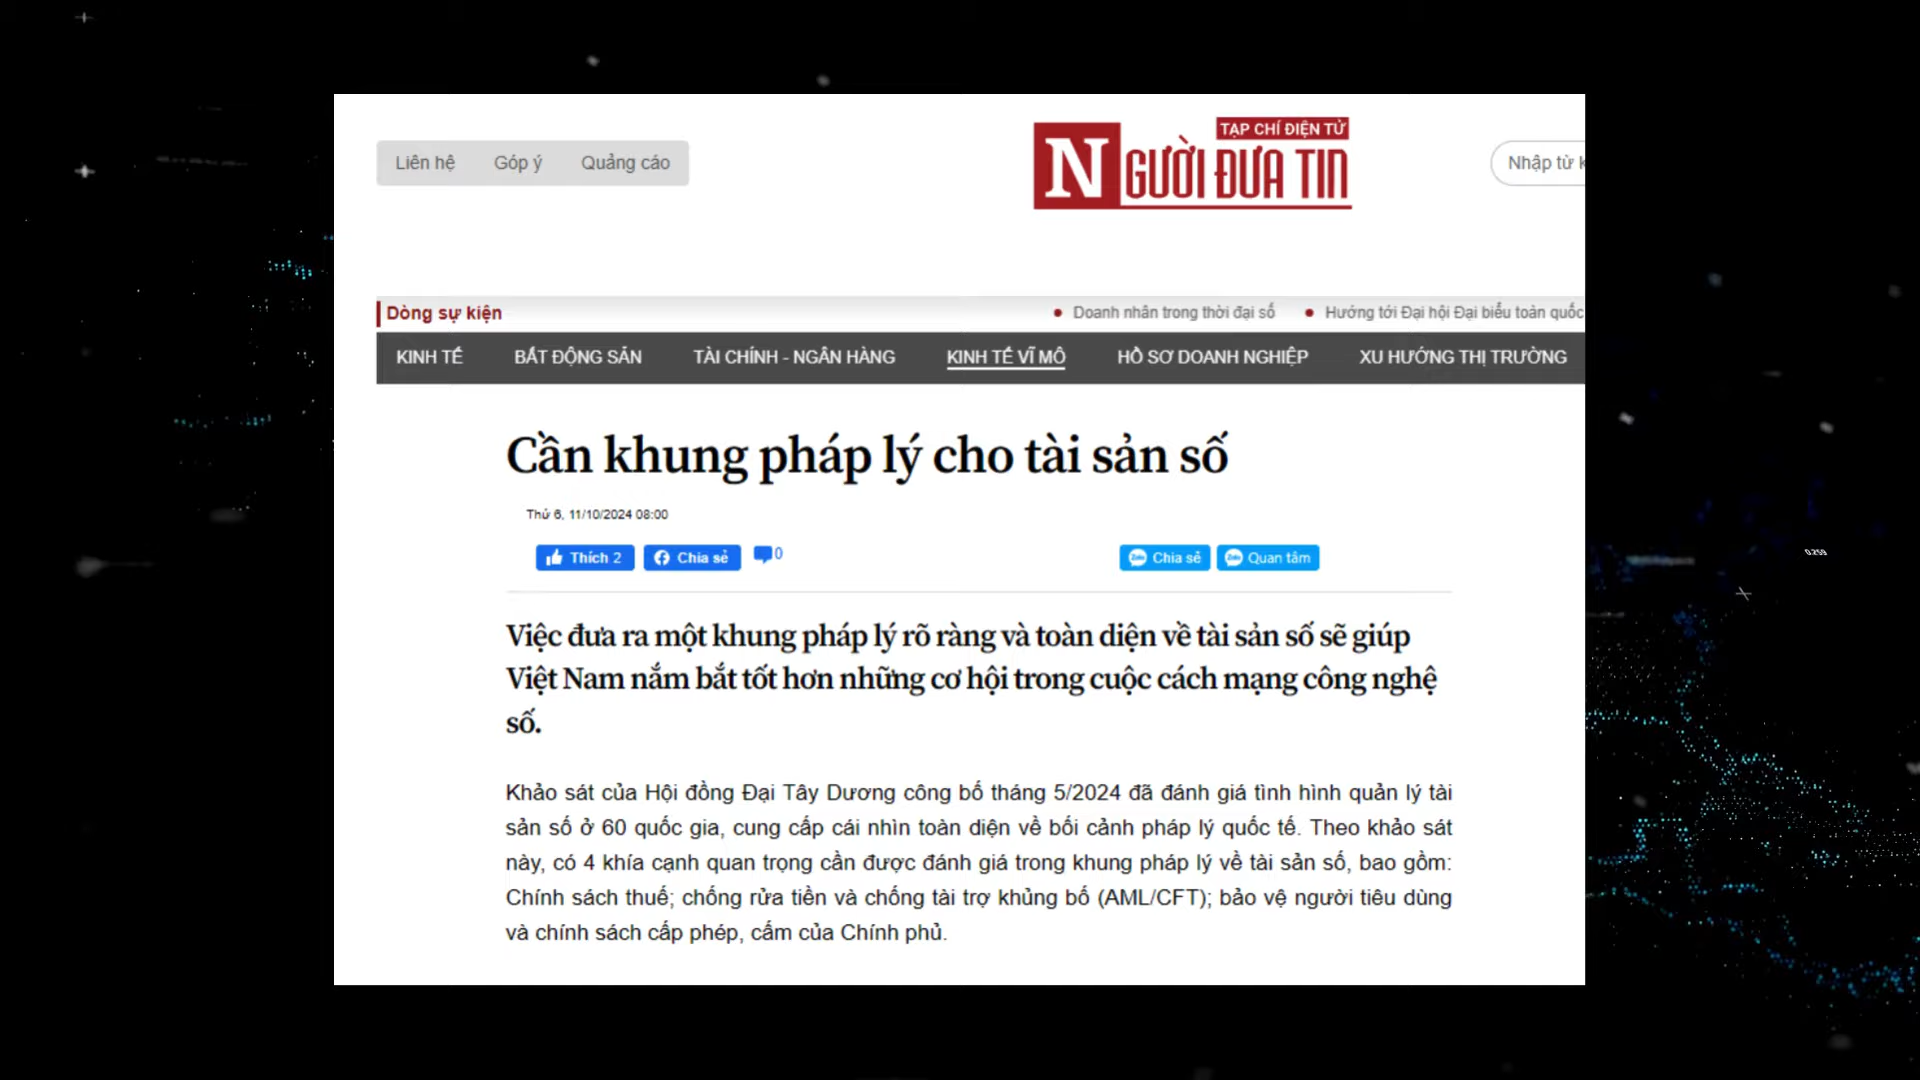 Liên hệ Góp ý Quảng cáo
TẠP CHÍ ĐIỆN TỬ
NGƯỜI ĐƯA TIN
Nhập từ k
Dòng sự kiện
Doanh nhân trong thời đại số
Hướng tới Đại hội Đại biểu toàn quốc
KINH TẾ BẤT ĐỘNG SẢN TÀI CHÍNH - NGÂN HÀNG KINH TẾ VĨ MÔ HỒ SƠ DOANH NGHIỆP XU HƯỚNG THỊ TRƯỜNG
Cần khung pháp lý cho tài sản số
Thứ 6, 11/10/2024 08:00
Thích 2 Chia sẻ 0 Zalo Chia sẻ Zalo Quan tâm
Việc đưa ra một khung pháp lý rõ ràng và toàn diện về tài sản số sẽ giúp
Việt Nam nắm bắt tốt hơn những cơ hội trong cuộc cách mạng công nghệ
số.
Khảo sát của Hội đồng Đại Tây Dương công bố tháng 5/2024 đã đánh giá tình hình quản lý tài
sản số ở 60 quốc gia, cung cấp cái nhìn toàn diện về bối cảnh pháp lý quốc tế. Theo khảo sát
này, có 4 khía cạnh quan trọng cần được đánh giá trong khung pháp lý về tài sản số, bao gồm:
Chính sách thuế; chống rửa tiền và chống tài trợ khủng bố (AML/CFT); bảo vệ người tiêu dùng
và chính sách cấp phép, cấm của Chính phủ.